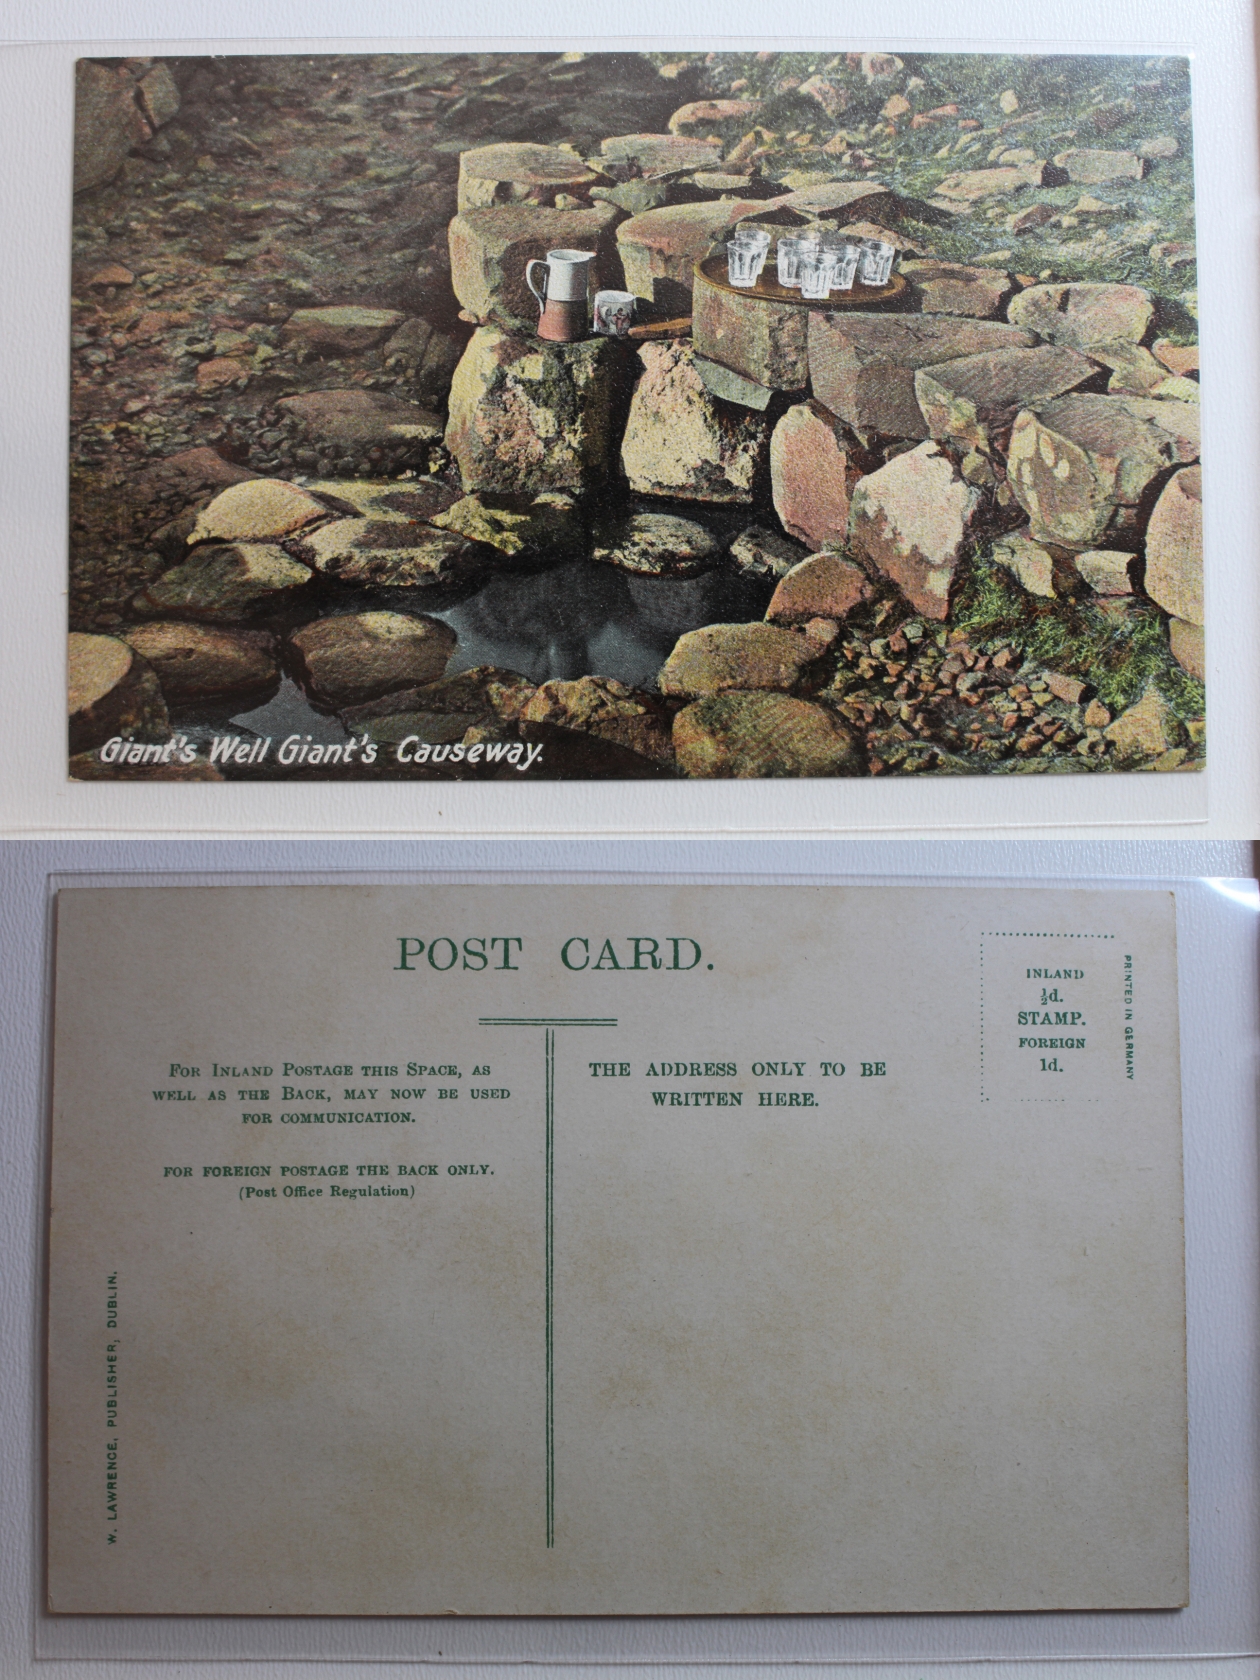 Giant's Well Giant's Causeway.
POST CARD.
INLAND
½d.
STAMP.
FOREIGN
1d.
PRINTED IN GERMANY
FOR INLAND POSTAGE THIS SPACE, AS
WELL AS THE BACK, MAY NOW BE USED
FOR COMMUNICATION.
FOR FOREIGN POSTAGE THE BACK ONLY.
(Post Office Regulation)
THE ADDRESS ONLY TO BE
WRITTEN HERE.
W. LAWRENCE, PUBLISHER, DUBLIN.